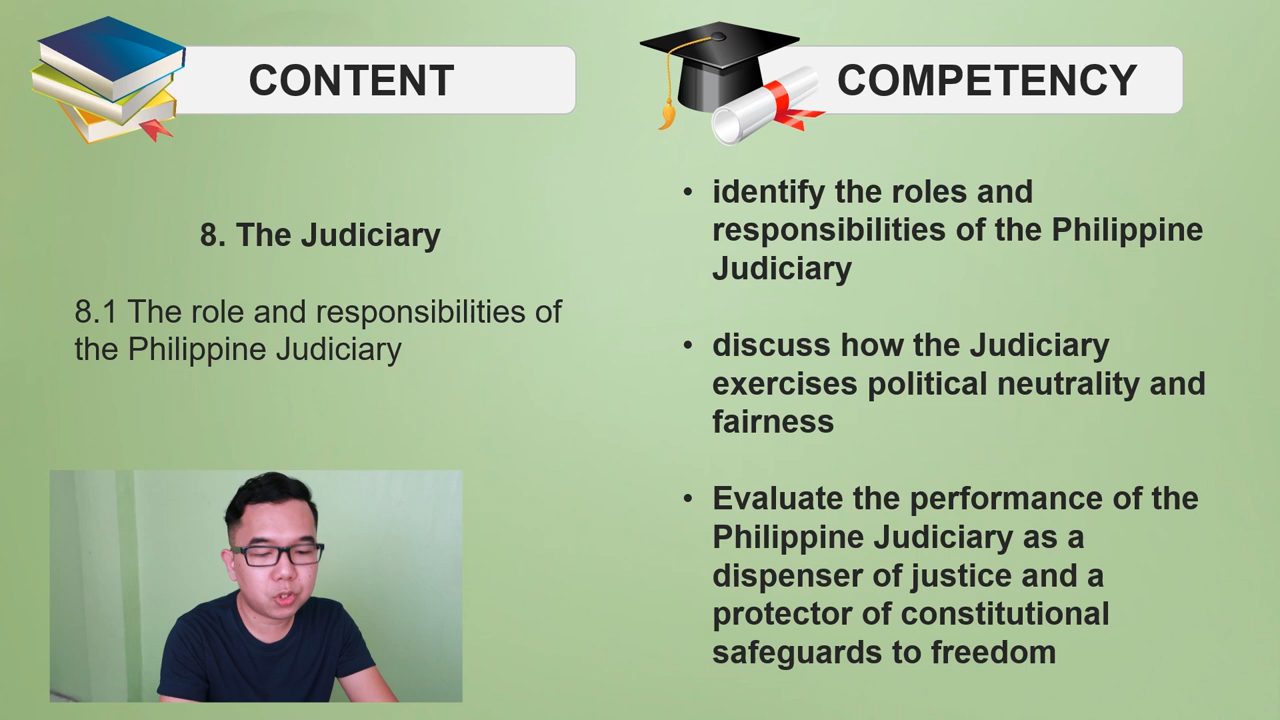 CONTENT
8. The Judiciary
8.1 The role and responsibilities of
the Philippine Judiciary
COMPETENCY
• identify the roles and
responsibilities of the Philippine
Judiciary
• discuss how the Judiciary
exercises political neutrality and
fairness
• Evaluate the performance of the
Philippine Judiciary as a
dispenser of justice and a
protector of constitutional
safeguards to freedom